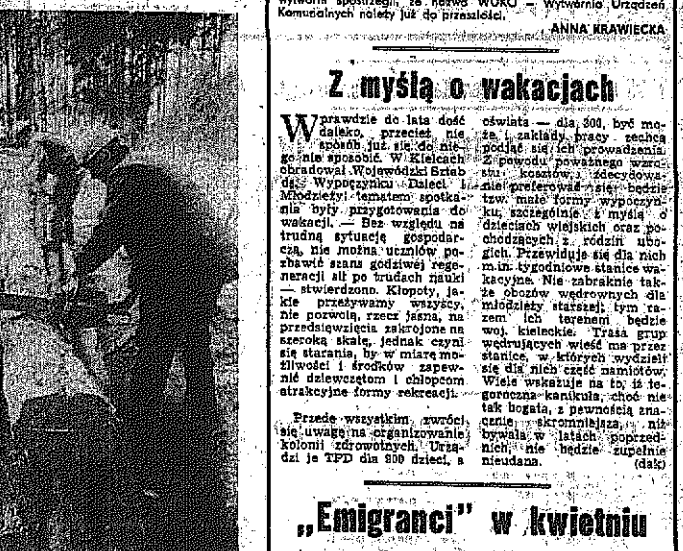 wytwórnia spostrzegli, że nazwa WUKO — Wytwórnia Urządzeń
Komunalnych należy już do przeszłości.
ANNA KRAWIECKA
Z myślą o wakacjach
Wprawdzie do lata dość
daleko, przecież nie
sposób już się do nie-
go nie sposobić. W Kielcach
obradował Wojewódzki Sztab
ds. Wypoczynku Dzieci i
Młodzieży; tematem spotka-
nia były przygotowania do
wakacji. — Bez względu na
trudną sytuację gospodar-
czą, nie można uczniów po-
zbawić szans godziwej rege-
neracji sił po trudach nauki
— stwierdzono. Kłopoty, ja-
kie przeżywamy wszyscy,
nie pozwolą, rzecz jasna, na
przedsięwzięcia zakrojone na
szeroką skalę, jednak czyni
się starania, by w miarę mo-
żliwości i środków zapew-
nić dziewczętom i chłopcom
atrakcyjne formy rekreacji.
Przede wszystkim zwróci
się uwagę na organizowanie
kolonii zdrowotnych. Urzą-
dzi je TPD dla 900 dzieci, a
oświata — dla 300, być mo-
że i zakłady pracy zechcą
podjąć się ich prowadzenia.
Z powodu poważnego wzro-
stu kosztów, zdecydowa-
nie preferować się będzie
tzw. małe formy wypoczyn-
ku, szczególnie z myślą o
dzieciach wiejskich oraz po-
chodzących z rodzin ubo-
gich. Przewiduje się dla nich
m.in. tygodniowe stanice wa-
kacyjne. Nie zabraknie tak-
że obozów wędrownych dla
młodzieży starszej, tym ra-
zem ich terenem będzie
woj. kieleckie. Trasa grup
wędrujących wieść ma przez
stanice, w których wydzieli
się dla nich część namiotów.
Wiele wskazuje na to, iż te-
goroczna kanikuła, choć nie
tak bogata, z pewnością zna-
cznie skromniejsza, niż
bywała w latach poprzed-
nich, nie będzie zupełnie
nieudana. (dak)
„Emigranci” w kwietniu